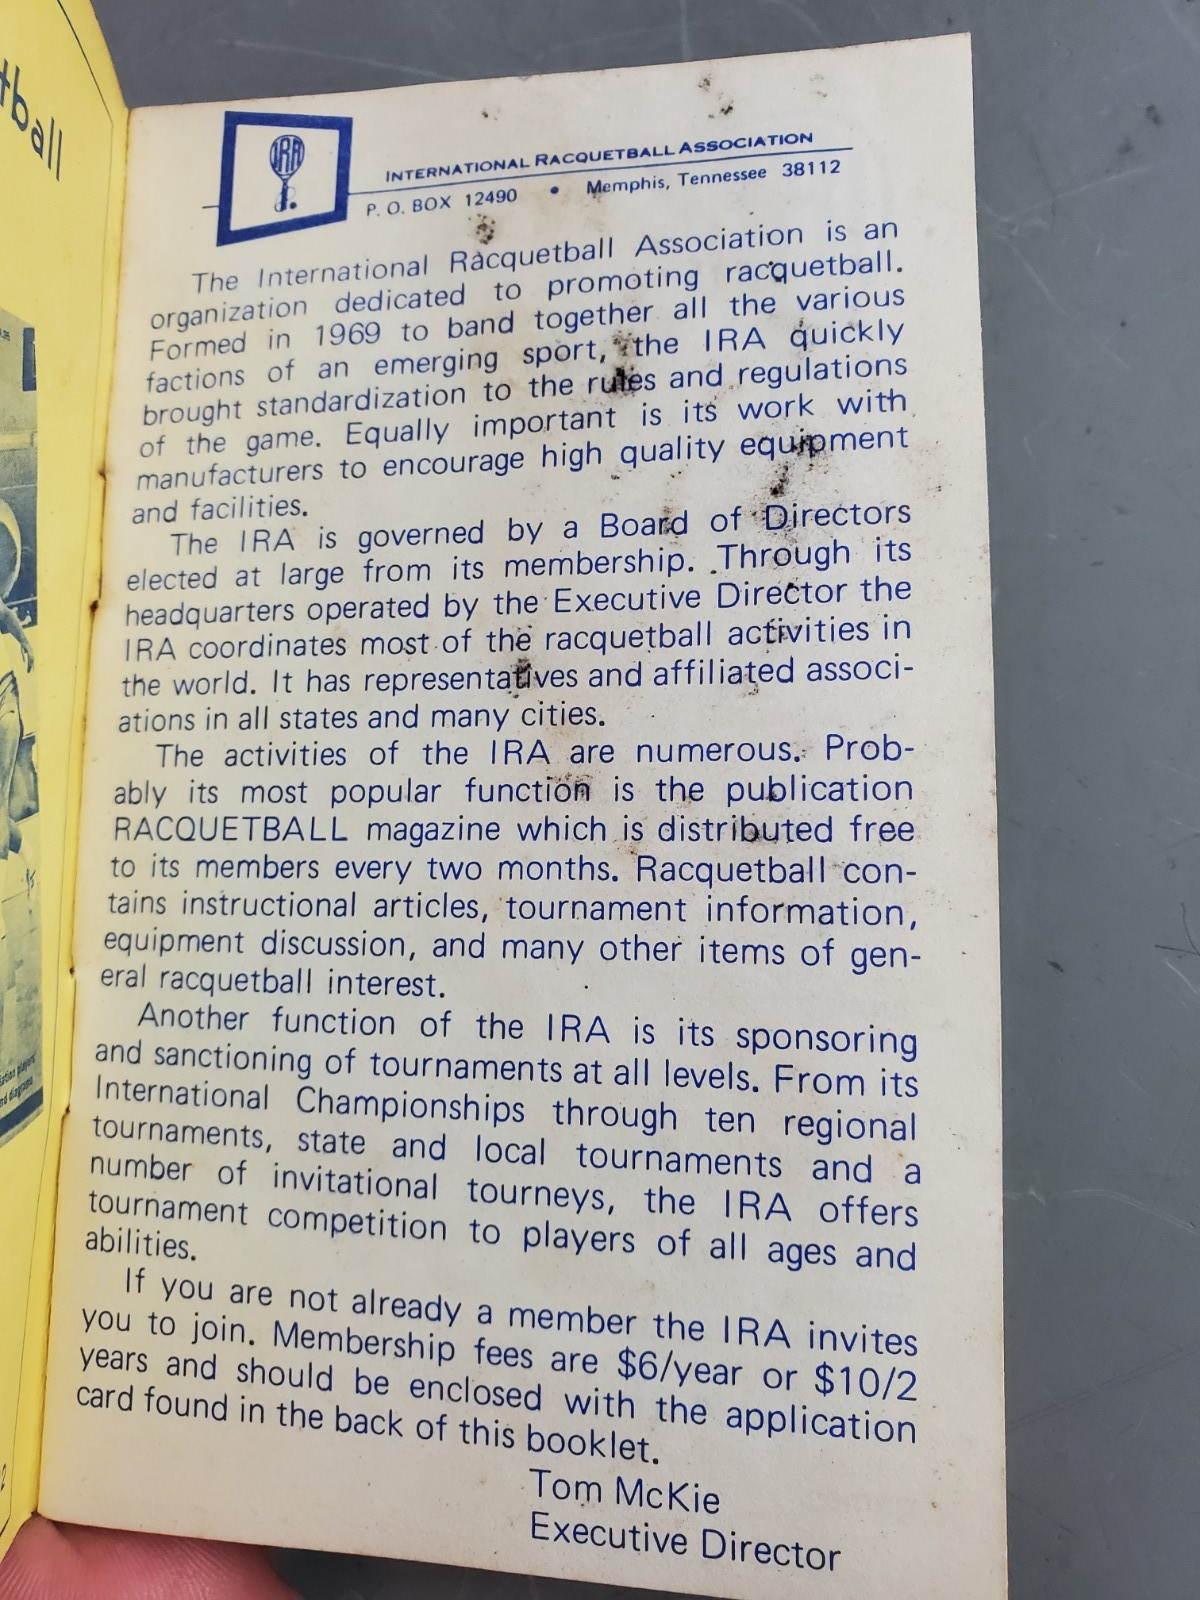 tball
IRA
INTERNATIONAL RACQUETBALL ASSOCIATION
P. O. BOX 12490 • Memphis, Tennessee 38112
The International Racquetball Association is an
organization dedicated to promoting racquetball.
Formed in 1969 to band together all the various
factions of an emerging sport, the IRA quickly
brought standardization to the rules and regulations
of the game. Equally important is its work with
manufacturers to encourage high quality equipment
and facilities.
The IRA is governed by a Board of Directors
elected at large from its membership. Through its
headquarters operated by the Executive Director the
IRA coordinates most of the racquetball activities in
the world. It has representatives and affiliated associ-
ations in all states and many cities.
The activities of the IRA are numerous. Prob-
ably its most popular function is the publication
RACQUETBALL magazine which is distributed free
to its members every two months. Racquetball con-
tains instructional articles, tournament information,
equipment discussion, and many other items of gen-
eral racquetball interest.
Another function of the IRA is its sponsoring
and sanctioning of tournaments at all levels. From its
International Championships through ten regional
tournaments, state and local tournaments and a
number of invitational tourneys, the IRA offers
tournament competition to players of all ages and
abilities.
If you are not already a member the IRA invites
you to join. Membership fees are $6/year or $10/2
years and should be enclosed with the application
card found in the back of this booklet.
Tom McKie
Executive Director